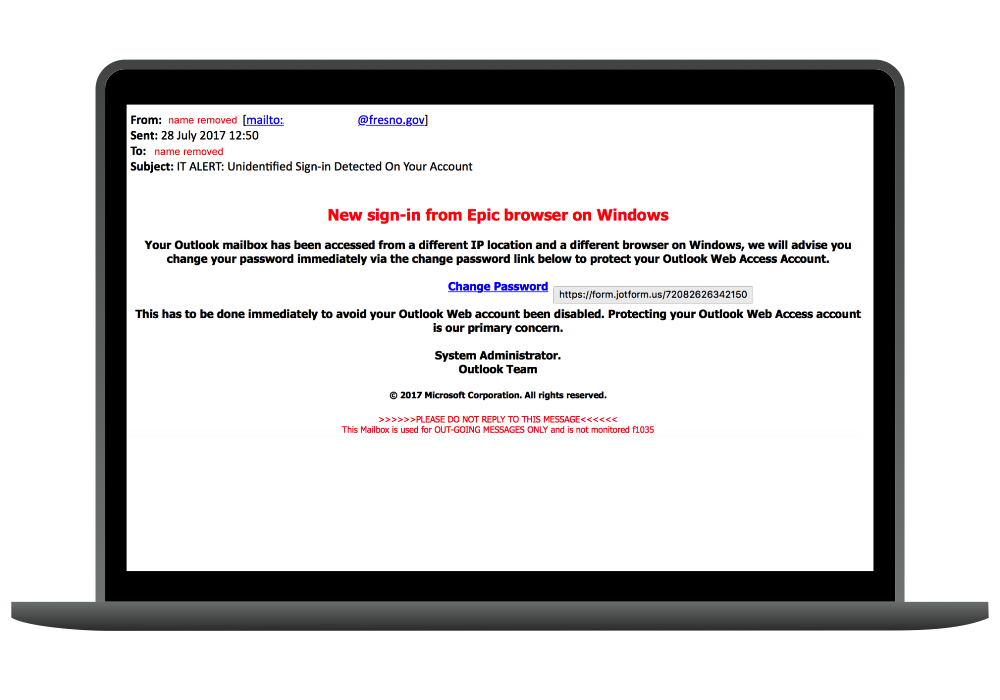 From: name removed [mailto: @fresno.gov]
Sent: 28 July 2017 12:50
To: name removed
Subject: IT ALERT: Unidentified Sign-in Detected On Your Account
New sign-in from Epic browser on Windows
Your Outlook mailbox has been accessed from a different IP location and a different browser on Windows, we will advise you
change your password immediately via the change password link below to protect your Outlook Web Access Account.
Change Password https://form.jotform.us/72082626342150
This has to be done immediately to avoid your Outlook Web account been disabled. Protecting your Outlook Web Access account
is our primary concern.
System Administrator.
Outlook Team
© 2017 Microsoft Corporation. All rights reserved.
>>>>>>PLEASE DO NOT REPLY TO THIS MESSAGE<<<<<<
This Mailbox is used for OUT-GOING MESSAGES ONLY and is not monitored f1035